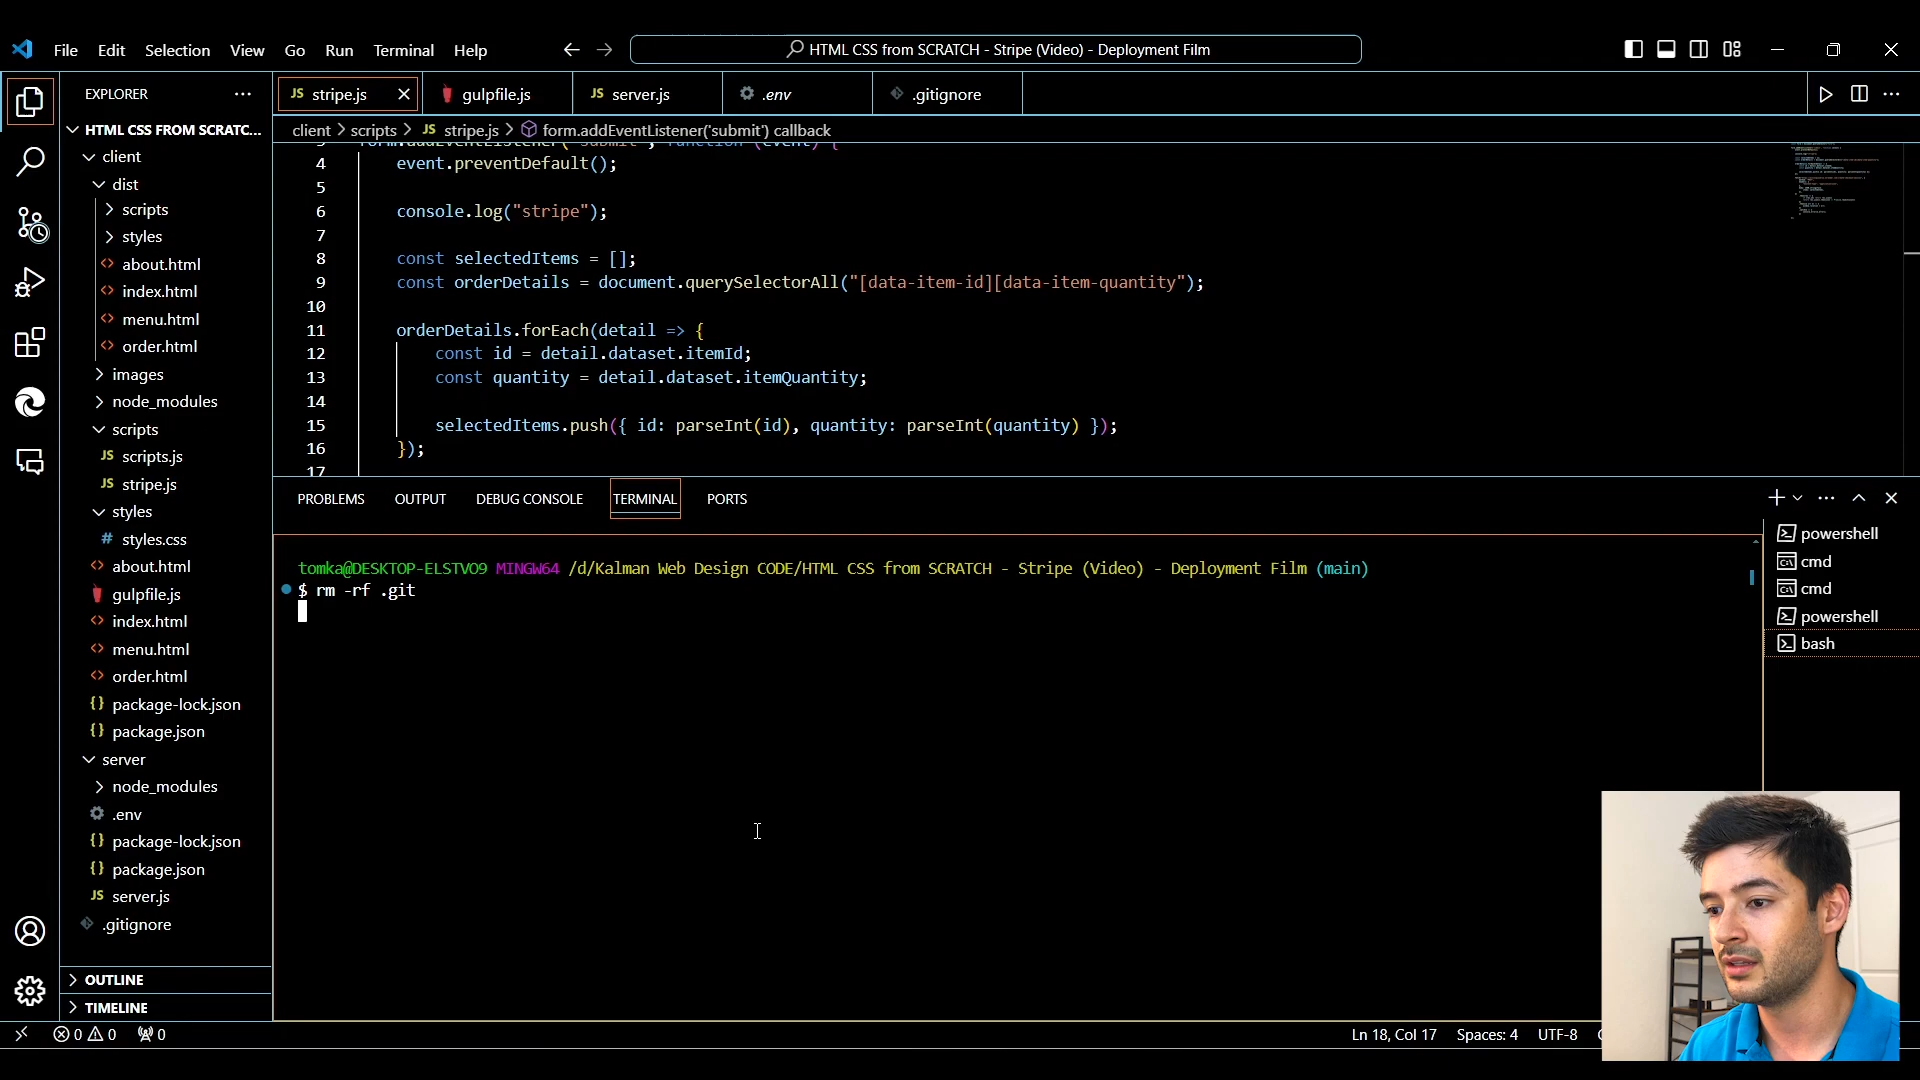 File Edit Selection View Go Run Terminal Help
HTML CSS from SCRATCH - Stripe (Video) - Deployment Film
EXPLORER
HTML CSS FROM SCRATC...
client
dist
scripts
styles
about.html
index.html
menu.html
order.html
images
node_modules
scripts
JS scripts.js
JS stripe.js
styles
# styles.css
about.html
gulpfile.js
index.html
menu.html
order.html
{} package-lock.json
{} package.json
server
node_modules
.env
{} package-lock.json
{} package.json
JS server.js
.gitignore
OUTLINE
TIMELINE
JS stripe.js
gulpfile.js
JS server.js
.env
.gitignore
client > scripts > JS stripe.js > form.addEventListener('submit') callback
4 event.preventDefault();
5
6 console.log("stripe");
7
8 const selectedItems = [];
9 const orderDetails = document.querySelectorAll("[data-item-id][data-item-quantity");
10
11 orderDetails.forEach(detail => {
12 const id = detail.dataset.itemId;
13 const quantity = detail.dataset.itemQuantity;
14
15 selectedItems.push({ id: parseInt(id), quantity: parseInt(quantity) });
16 });
17
PROBLEMS OUTPUT DEBUG CONSOLE TERMINAL PORTS
tomka@DESKTOP-ELSTVO9 MINGW64 /d/Kalman Web Design CODE/HTML CSS from SCRATCH - Stripe (Video) - Deployment Film (main)
$ rm -rf .git
powershell
cmd
cmd
powershell
bash
0 0 0
Ln 18, Col 17 Spaces: 4 UTF-8